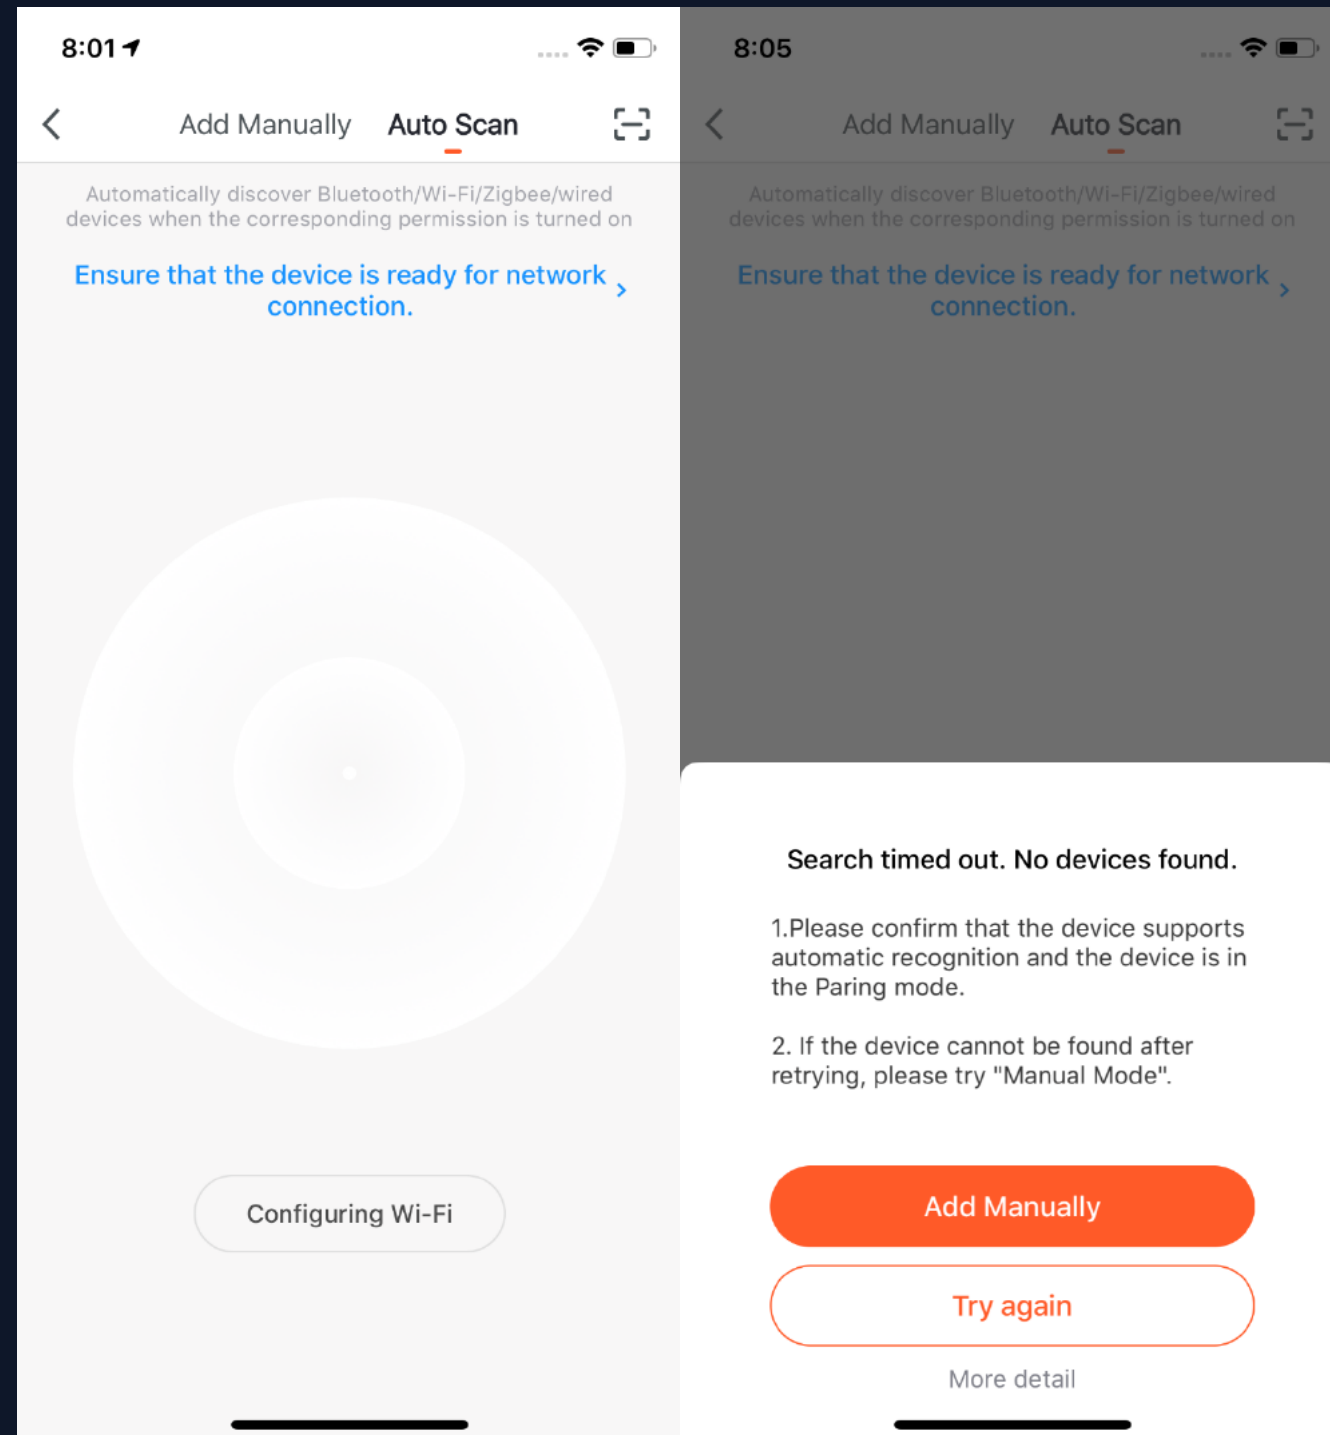 8:01
Add Manually Auto Scan
Automatically discover Bluetooth/Wi-Fi/Zigbee/wired
devices when the corresponding permission is turned on
Ensure that the device is ready for network
connection.
Configuring Wi-Fi
8:05
Add Manually Auto Scan
Automatically discover Bluetooth/Wi-Fi/Zigbee/wired
devices when the corresponding permission is turned on
Ensure that the device is ready for network
connection.
Search timed out. No devices found.
1.Please confirm that the device supports
automatic recognition and the device is in
the Paring mode.
2. If the device cannot be found after
retrying, please try "Manual Mode".
Add Manually
Try again
More detail